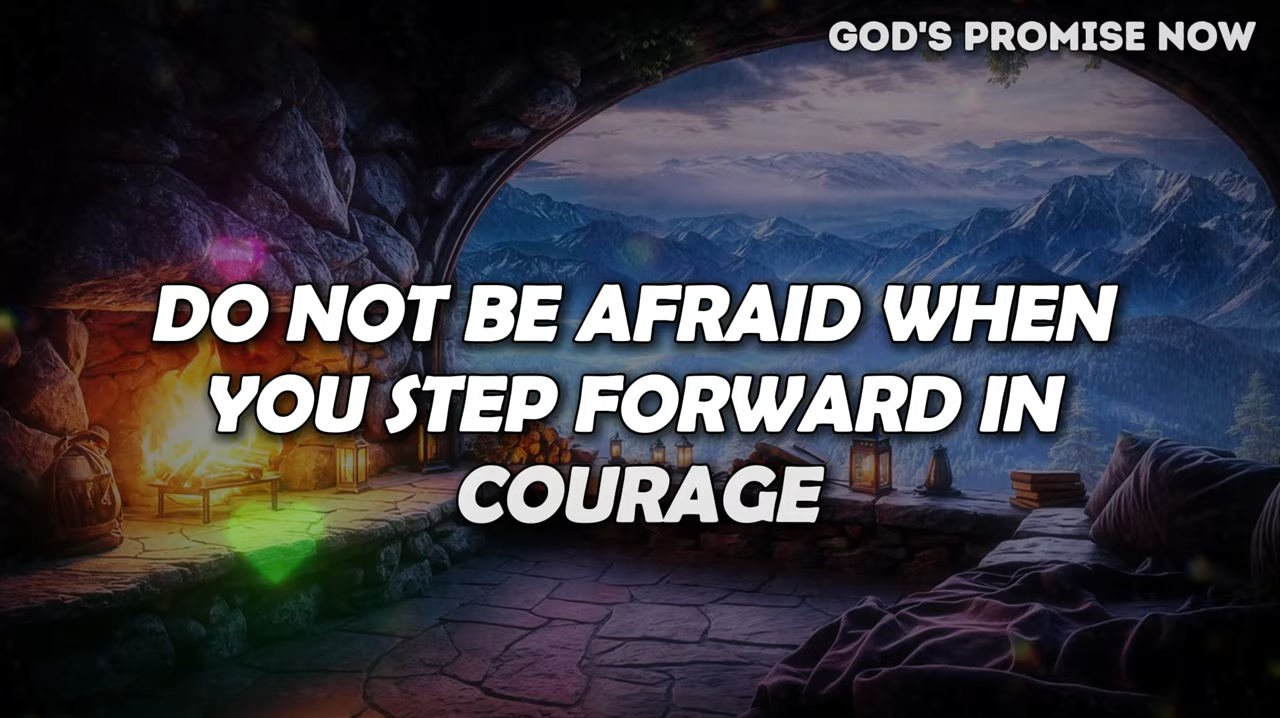 GOD'S PROMISE NOW
DO NOT BE AFRAID WHEN
YOU STEP FORWARD IN
COURAGE